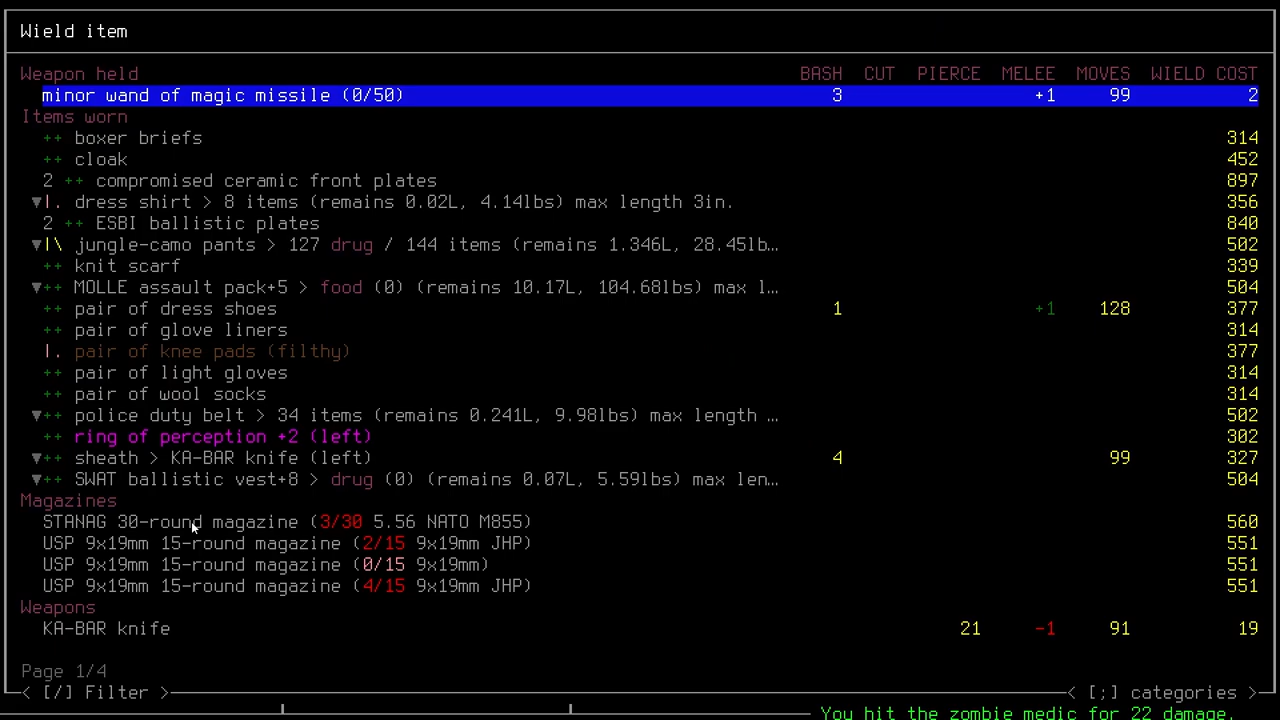 Wield item
Weapon held BASH CUT PIERCE MELEE MOVES WIELD COST
minor wand of magic missile (0/50) 3 +1 99 2
Items worn
++ boxer briefs 314
++ cloak 452
2 ++ compromised ceramic front plates 897
▼|. dress shirt > 8 items (remains 0.02L, 4.14lbs) max length 3in. 356
2 ++ ESBI ballistic plates 840
▼|\ jungle-camo pants > 127 drug / 144 items (remains 1.346L, 28.45lb… 502
++ knit scarf 339
▼++ MOLLE assault pack+5 > food (0) (remains 10.17L, 104.68lbs) max l… 504
++ pair of dress shoes 1 +1 128 377
++ pair of glove liners 314
|. pair of knee pads (filthy) 377
++ pair of light gloves 314
++ pair of wool socks 314
▼++ police duty belt > 34 items (remains 0.241L, 9.98lbs) max length … 502
++ ring of perception +2 (left) 302
▼++ sheath > KA-BAR knife (left) 4 99 327
▼++ SWAT ballistic vest+8 > drug (0) (remains 0.07L, 5.59lbs) max len… 504
Magazines
STANAG 30-round magazine (3/30 5.56 NATO M855) 560
USP 9x19mm 15-round magazine (2/15 9x19mm JHP) 551
USP 9x19mm 15-round magazine (0/15 9x19mm) 551
USP 9x19mm 15-round magazine (4/15 9x19mm JHP) 551
Weapons
KA-BAR knife 21 -1 91 19
Page 1/4
< [/] Filter > < [;] categories >
You hit the zombie medic for 22 damage.